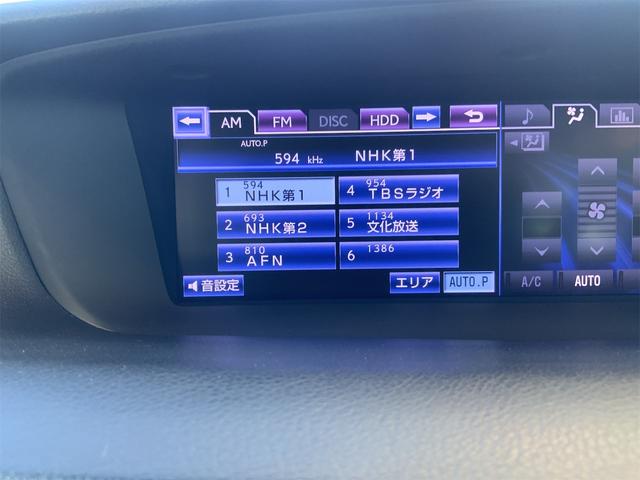 AM FM DISC HDD
AUTO.P
594 kHz NHK第1
1 594 NHK第1
4 954 TBSラジオ
2 693 NHK第2
5 1134 文化放送
3 810 AFN
6 1386
音設定
エリア AUTO.P
A/C AUTO